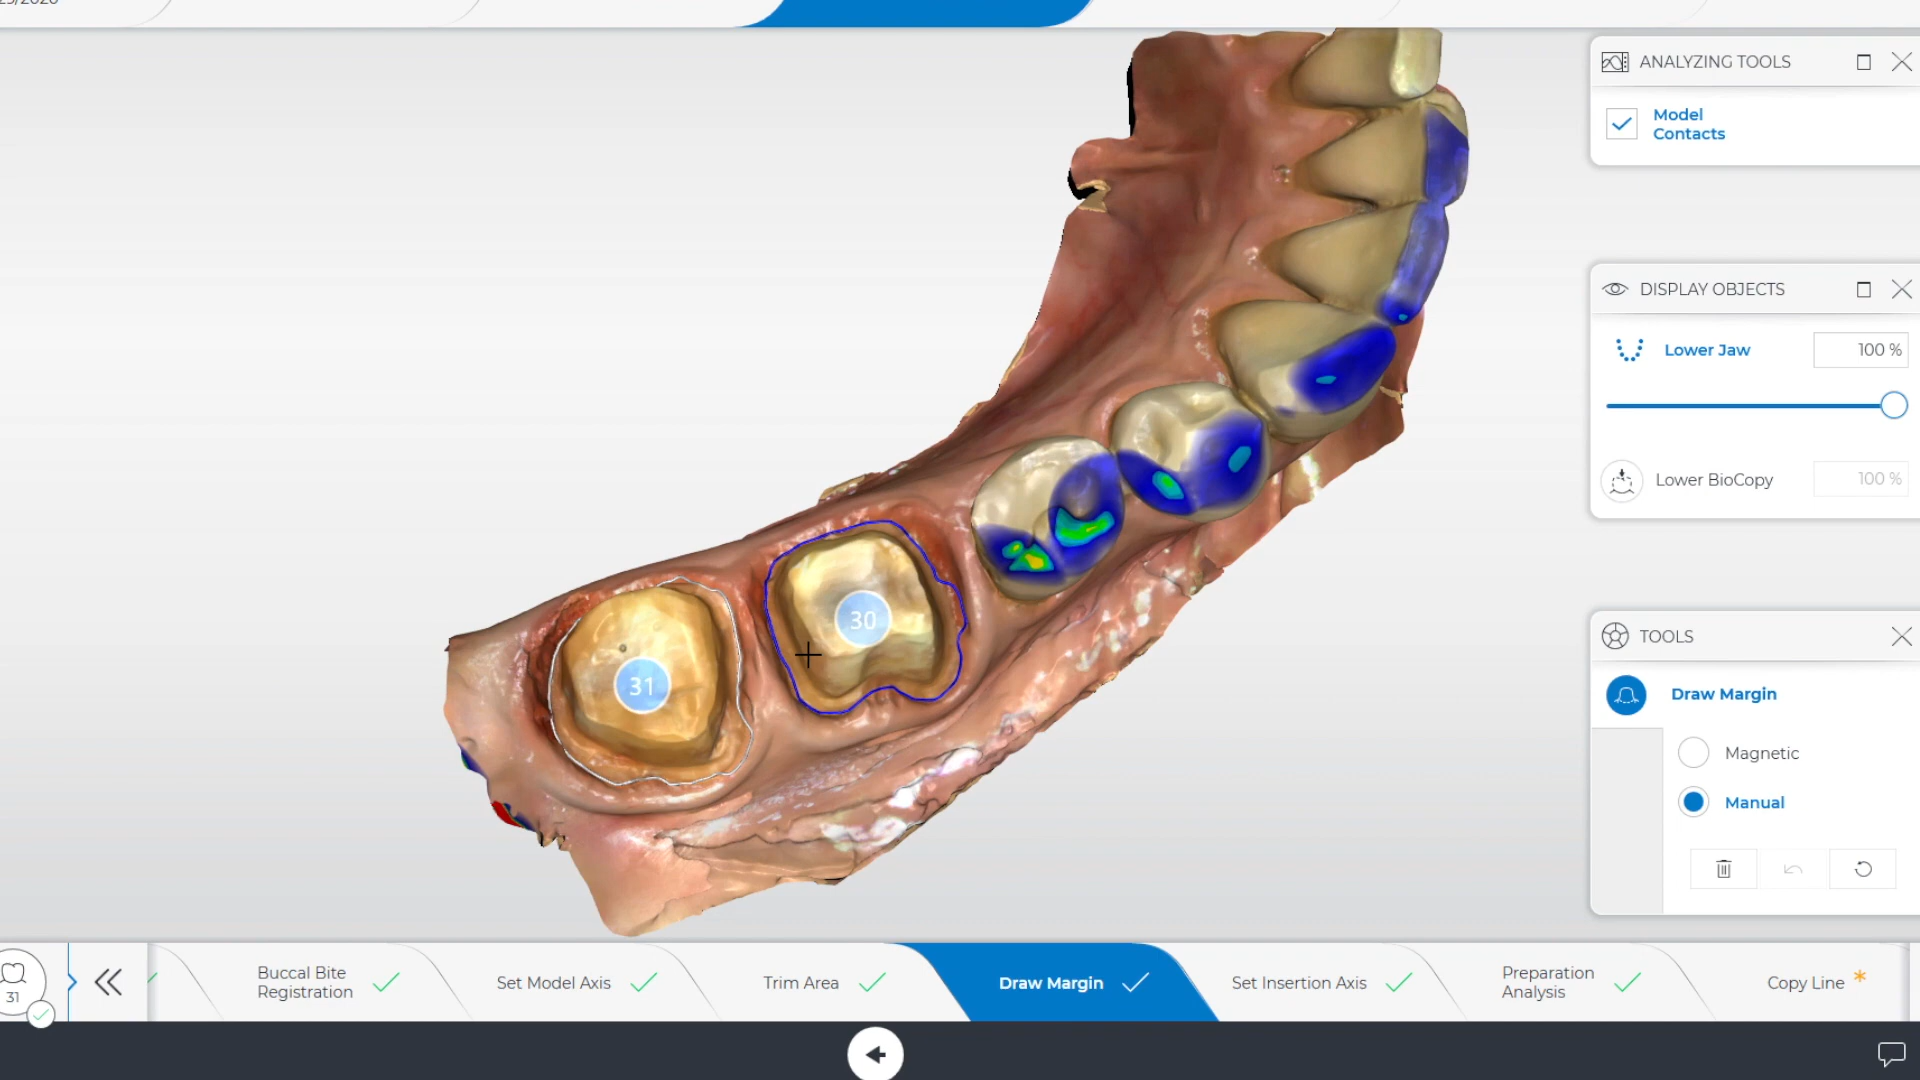 ANALYZING TOOLS
Model
Contacts
DISPLAY OBJECTS
Lower Jaw
100 %
Lower BioCopy
100 %
30
31
TOOLS
Draw Margin
Magnetic
Manual
31
Buccal Bite
Registration
Set Model Axis
Trim Area
Draw Margin
Set Insertion Axis
Preparation
Analysis
Copy Line